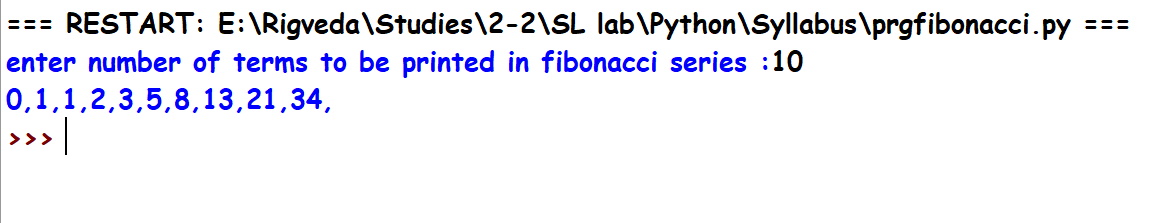 === RESTART: E:\Rigveda\Studies\2-2\SL lab\Python\Syllabus\prgfibonacci.py ===
enter number of terms to be printed in fibonacci series :10
0,1,1,2,3,5,8,13,21,34,
>>>